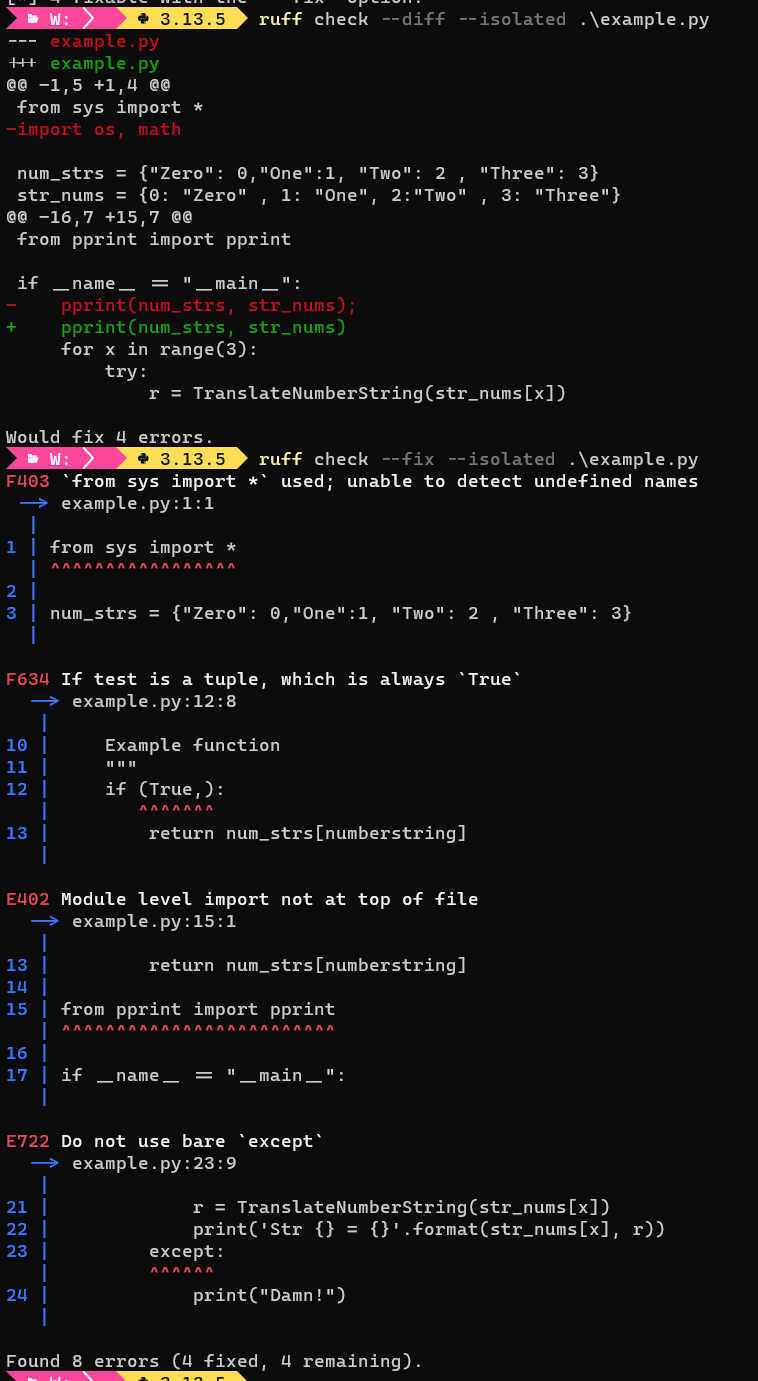 [*] 4 fixable with the `--fix` option.
W: 3.13.5 ruff check --diff --isolated .\example.py
--- example.py
+++ example.py
@@ -1,5 +1,4 @@
 from sys import *
-import os, math

 num_strs = {"Zero": 0,"One":1, "Two": 2 , "Three": 3}
 str_nums = {0: "Zero" , 1: "One", 2:"Two" , 3: "Three"}
@@ -16,7 +15,7 @@
 from pprint import pprint

 if __name__ == "__main__":
-    pprint(num_strs, str_nums);
+    pprint(num_strs, str_nums)
     for x in range(3):
         try:
             r = TranslateNumberString(str_nums[x])

Would fix 4 errors.
W: 3.13.5 ruff check --fix --isolated .\example.py
F403 `from sys import *` used; unable to detect undefined names
 --> example.py:1:1
  |
1 | from sys import *
  | ^^^^^^^^^^^^^^^^^
2 |
3 | num_strs = {"Zero": 0,"One":1, "Two": 2 , "Three": 3}
  |

F634 If test is a tuple, which is always `True`
  --> example.py:12:8
   |
10 |     Example function
11 |     """
12 |     if (True,):
   |        ^^^^^^^
13 |         return num_strs[numberstring]
   |

E402 Module level import not at top of file
  --> example.py:15:1
   |
13 |         return num_strs[numberstring]
14 |
15 | from pprint import pprint
   | ^^^^^^^^^^^^^^^^^^^^^^^^^
16 |
17 | if __name__ == "__main__":
   |

E722 Do not use bare `except`
  --> example.py:23:9
   |
21 |             r = TranslateNumberString(str_nums[x])
22 |             print('Str {} = {}'.format(str_nums[x], r))
23 |         except:
   |         ^^^^^^
24 |             print("Damn!")
   |

Found 8 errors (4 fixed, 4 remaining).
W: 3.13.5